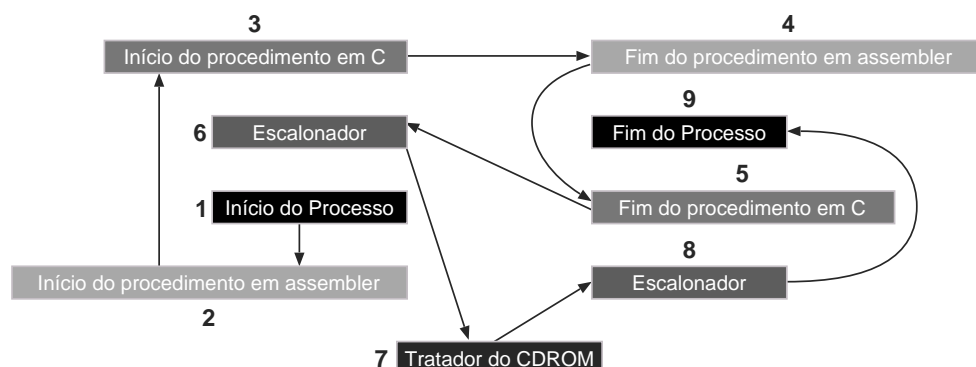 3
Início do procedimento em C
4
Fim do procedimento em assembler
9
6 Escalonador
Fim do Processo
5
1 Início do Processo
Fim do procedimento em C
8
Início do procedimento em assembler
Escalonador
2
7 Tratador do CDROM